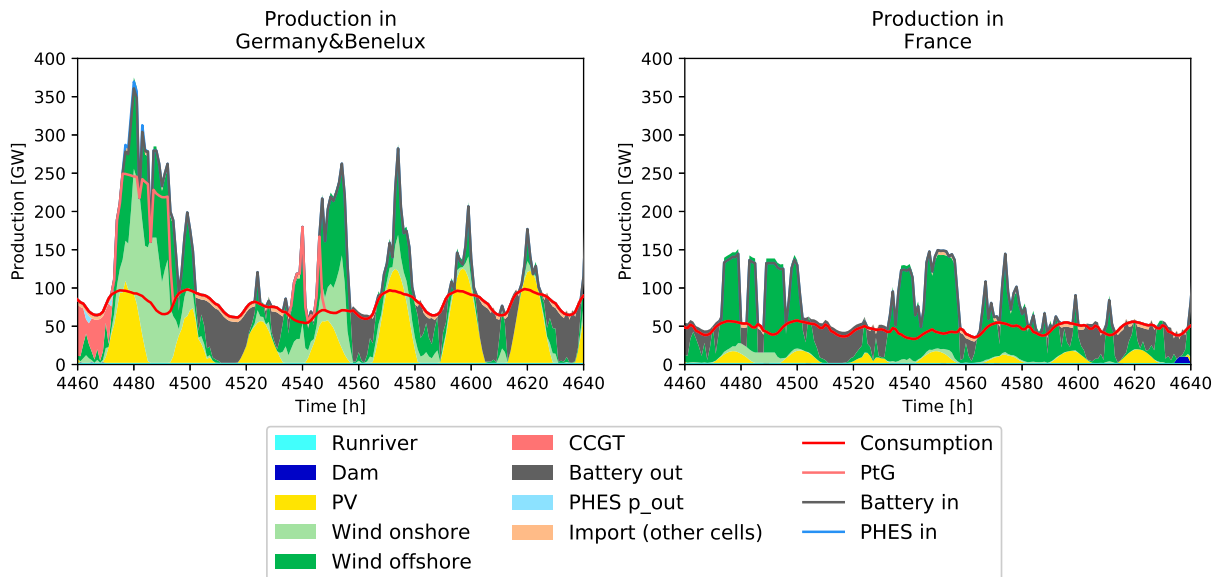 Production in
Germany&Benelux
Production in
France
400
350
300
250
200
150
100
50
0
Production [GW]
4460 4480 4500 4520 4540 4560 4580 4600 4620 4640
Time [h]
400
350
300
250
200
150
100
50
0
Production [GW]
4460 4480 4500 4520 4540 4560 4580 4600 4620 4640
Time [h]
Runriver
Dam
PV
Wind onshore
Wind offshore
CCGT
Battery out
PHES p_out
Import (other cells)
Consumption
PtG
Battery in
PHES in